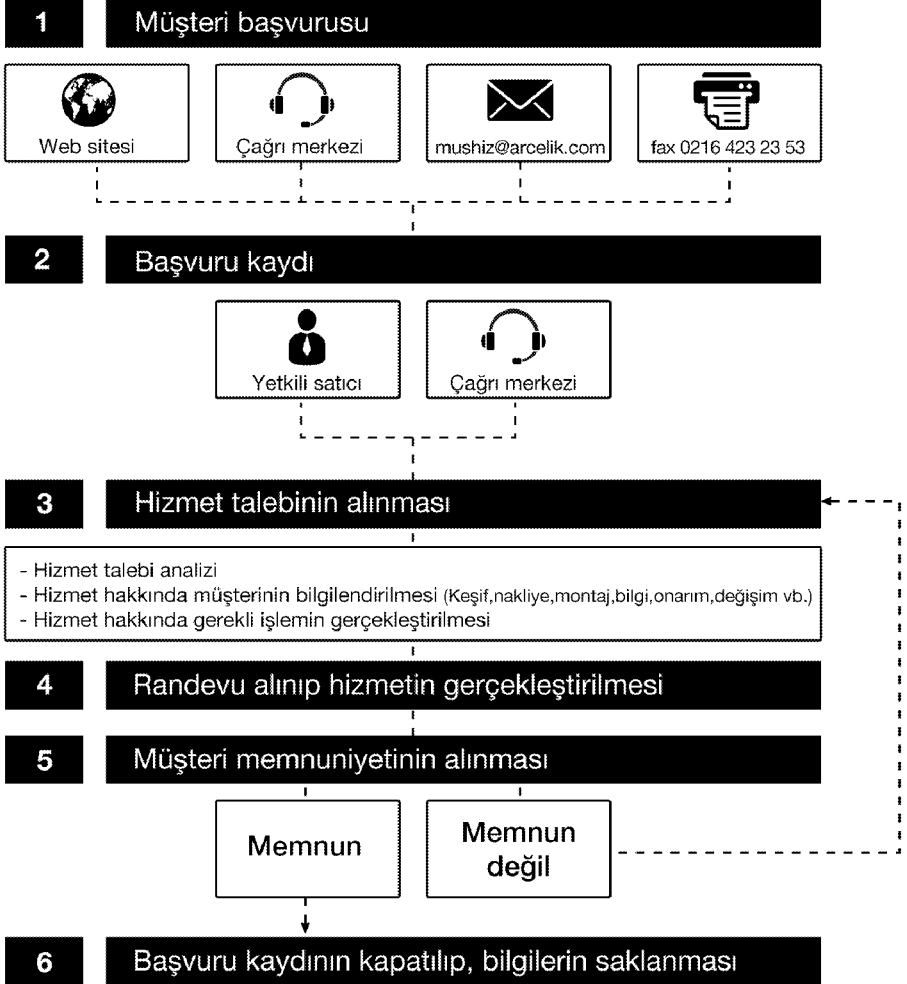 1 Müşteri başvurusu
Web sitesi
Çağrı merkezi
mushiz@arcelik.com
fax 0216 423 23 53
2 Başvuru kaydı
Yetkili satıcı
Çağrı merkezi
3 Hizmet talebinin alınması
- Hizmet talebi analizi
- Hizmet hakkında müşterinin bilgilendirilmesi (Keşif,nakliye,montaj,bilgi,onarım,değişim vb.)
- Hizmet hakkında gerekli işlemin gerçekleştirilmesi
4 Randevu alınıp hizmetin gerçekleştirilmesi
5 Müşteri memnuniyetinin alınması
Memnun
Memnun
değil
6 Başvuru kaydının kapatılıp, bilgilerin saklanması